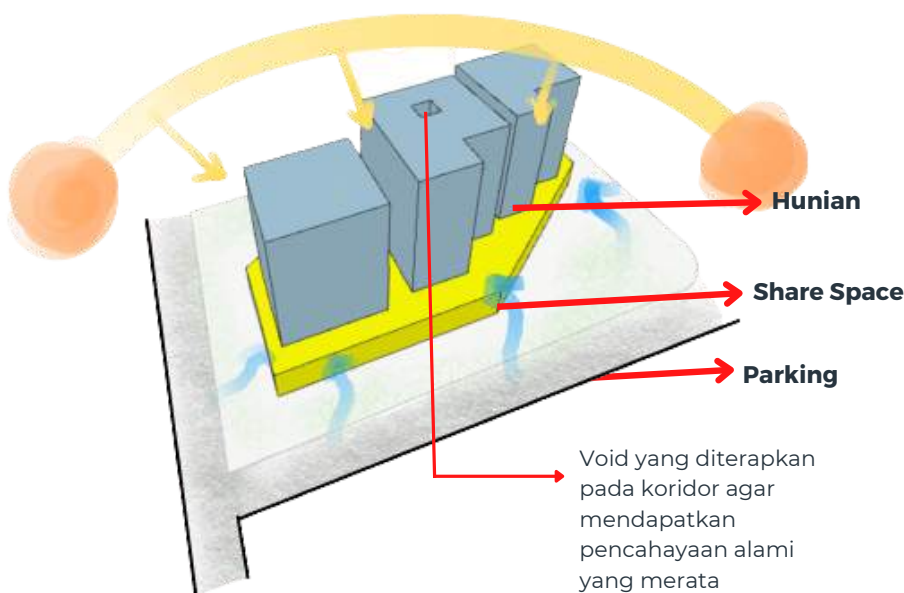 Hunian
Share Space
Parking
Void yang diterapkan
pada koridor agar
mendapatkan
pencahayaan alami
yang merata